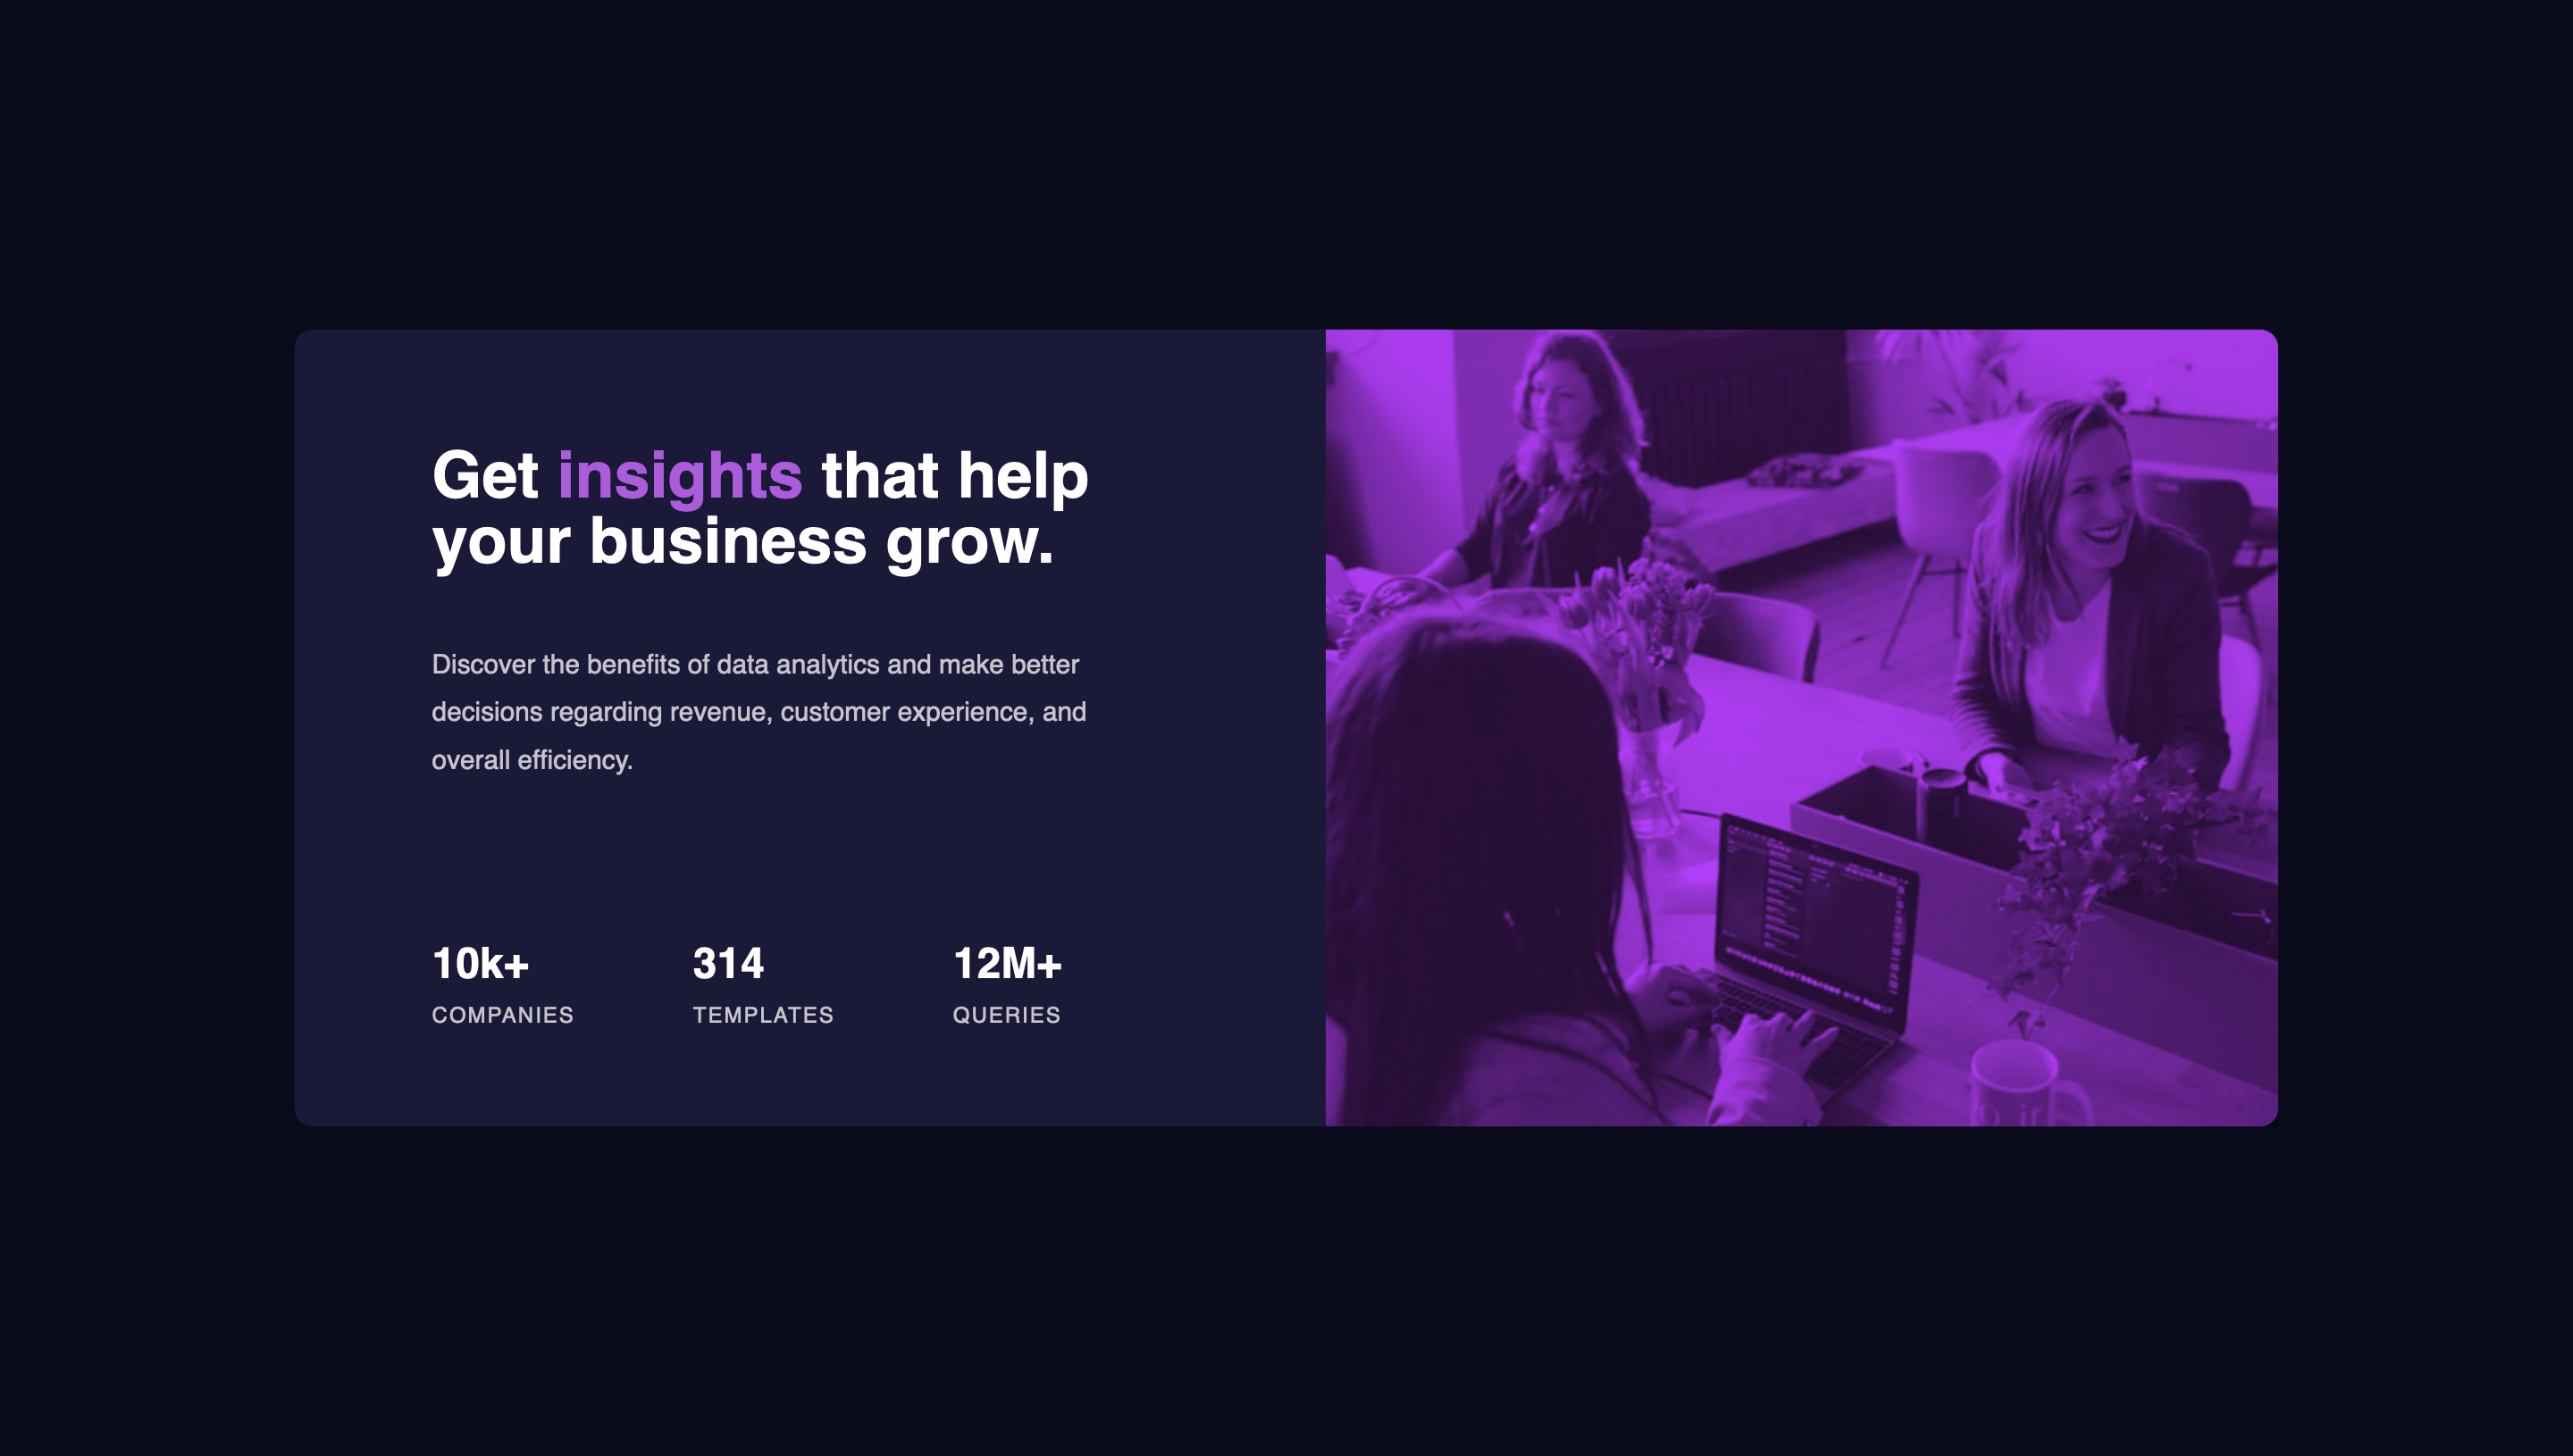 Get insights that help
your business grow.
Discover the benefits of data analytics and make better
decisions regarding revenue, customer experience, and
overall efficiency.
10k+ 314 12M+
COMPANIES TEMPLATES QUERIES